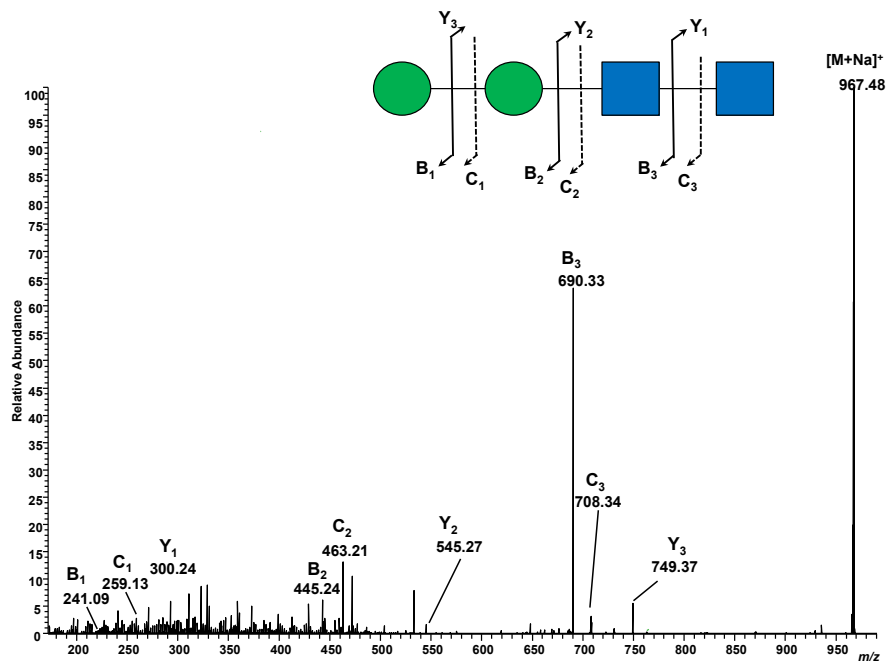 Y3
Y2
Y1
B1
C1
B2
C2
B3
C3
[M+Na]+
967.48
B3
690.33
C3
708.34
Y3
749.37
Y2
545.27
C2
463.21
B2
445.24
Y1
300.24
C1
259.13
B1
241.09
Relative Abundance
100
95
90
85
80
75
70
65
60
55
50
45
40
35
30
25
20
15
10
5
0
200 250 300 350 400 450 500 550 600 650 700 750 800 850 900 950
m/z